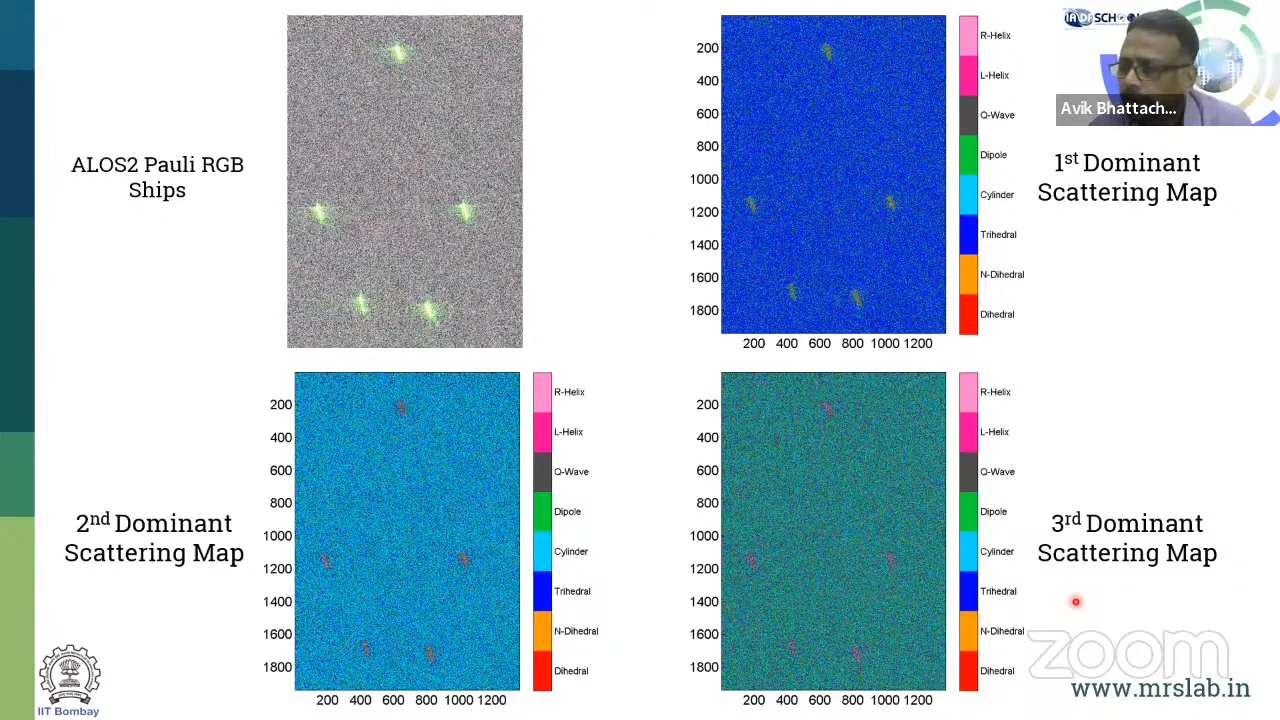 ALOS2 Pauli RGB
Ships
200
400
600
800
1000
1200
1400
1600
1800
200 400 600 800 1000 1200
R-Helix
L-Helix
Q-Wave
Dipole
Cylinder
Trihedral
N-Dihedral
Dihedral
SCHOOL
Avik Bhattach...
1st Dominant
Scattering Map
2nd Dominant
Scattering Map
200
400
600
800
1000
1200
1400
1600
1800
200 400 600 800 1000 1200
R-Helix
L-Helix
Q-Wave
Dipole
Cylinder
Trihedral
N-Dihedral
Dihedral
200
400
600
800
1000
1200
1400
1600
1800
200 400 600 800 1000 1200
R-Helix
L-Helix
Q-Wave
Dipole
Cylinder
Trihedral
N-Dihedral
Dihedral
3rd Dominant
Scattering Map
zoom
www.mrslab.in
IIT Bombay